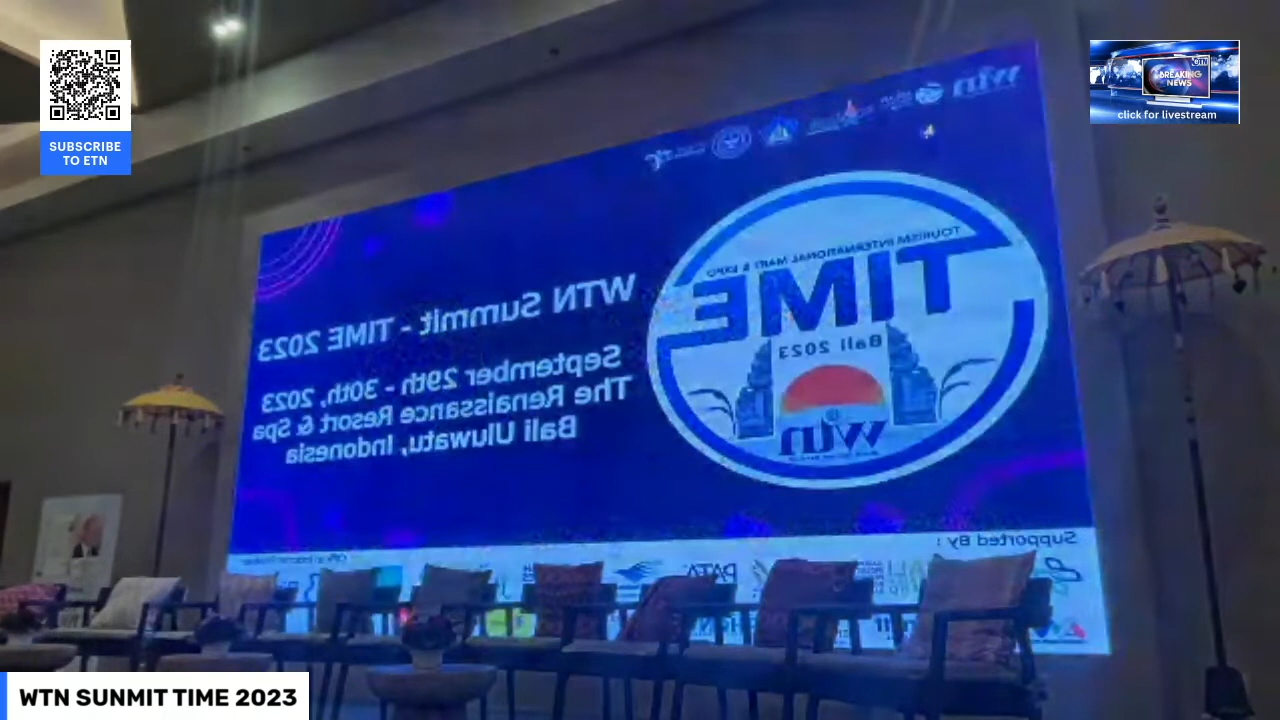 SUBSCRIBE
TO ETN
BREAKING
NEWS
click for livestream
wtn
TOURISM INTERNATIONAL MART & EXPO
TIME
Bali 2023
wtn
WTN Summit - TIME 2023
September 29th - 30th, 2023
The Renaissance Resort & Spa
Bali Uluwatu, Indonesia
Supported By :
PATA
WTN SUNMIT TIME 2023